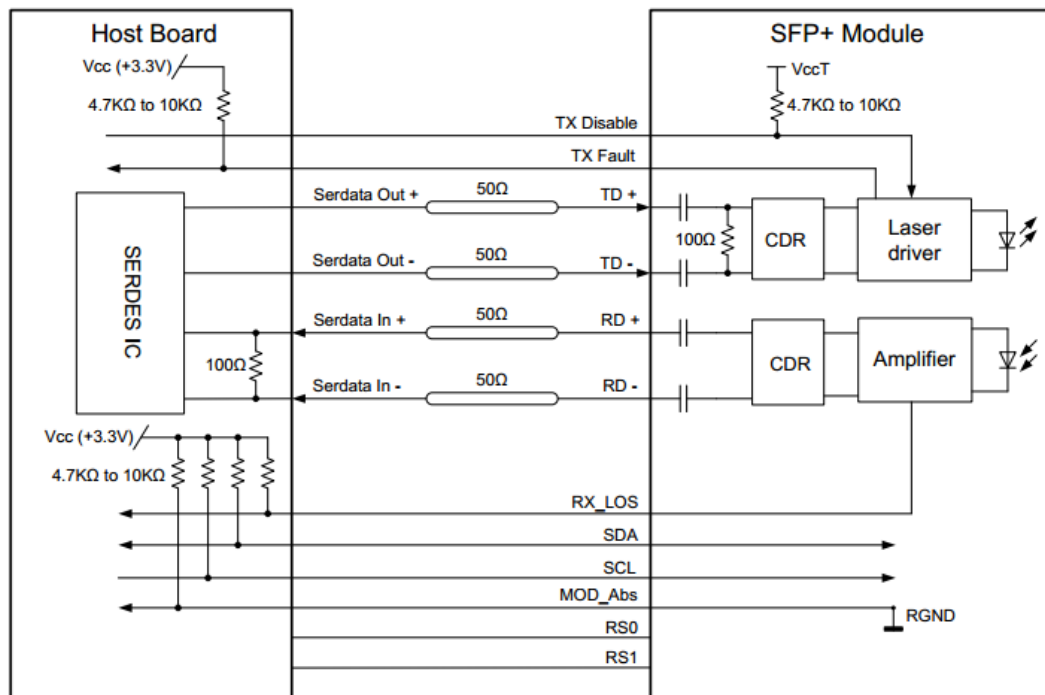 Host Board
SFP+ Module
Vcc (+3.3V)
VccT
4.7KΩ to 10KΩ
4.7KΩ to 10KΩ
TX Disable
TX Fault
Serdata Out +
50Ω
TD +
SERDES IC
100Ω
CDR
Laser
driver
Serdata Out -
50Ω
TD -
Serdata In +
50Ω
RD +
100Ω
CDR
Amplifier
Serdata In -
50Ω
RD -
Vcc (+3.3V)
4.7KΩ to 10KΩ
RX_LOS
SDA
SCL
MOD_Abs
RGND
RS0
RS1